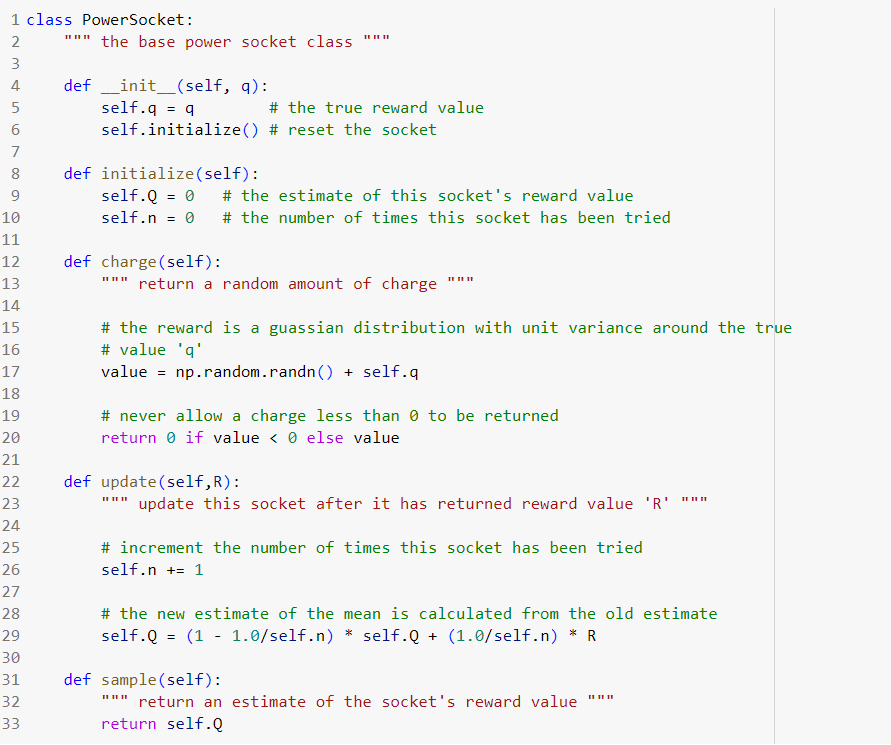 1 class PowerSocket:
2     """ the base power socket class """
3
4     def __init__(self, q):
5         self.q = q        # the true reward value
6         self.initialize() # reset the socket
7
8     def initialize(self):
9         self.Q = 0   # the estimate of this socket's reward value
10         self.n = 0   # the number of times this socket has been tried
11
12     def charge(self):
13         """ return a random amount of charge """
14
15         # the reward is a guassian distribution with unit variance around the true
16         # value 'q'
17         value = np.random.randn() + self.q
18
19         # never allow a charge less than 0 to be returned
20         return 0 if value < 0 else value
21
22     def update(self,R):
23         """ update this socket after it has returned reward value 'R' """
24
25         # increment the number of times this socket has been tried
26         self.n += 1
27
28         # the new estimate of the mean is calculated from the old estimate
29         self.Q = (1 - 1.0/self.n) * self.Q + (1.0/self.n) * R
30
31     def sample(self):
32         """ return an estimate of the socket's reward value """
33         return self.Q